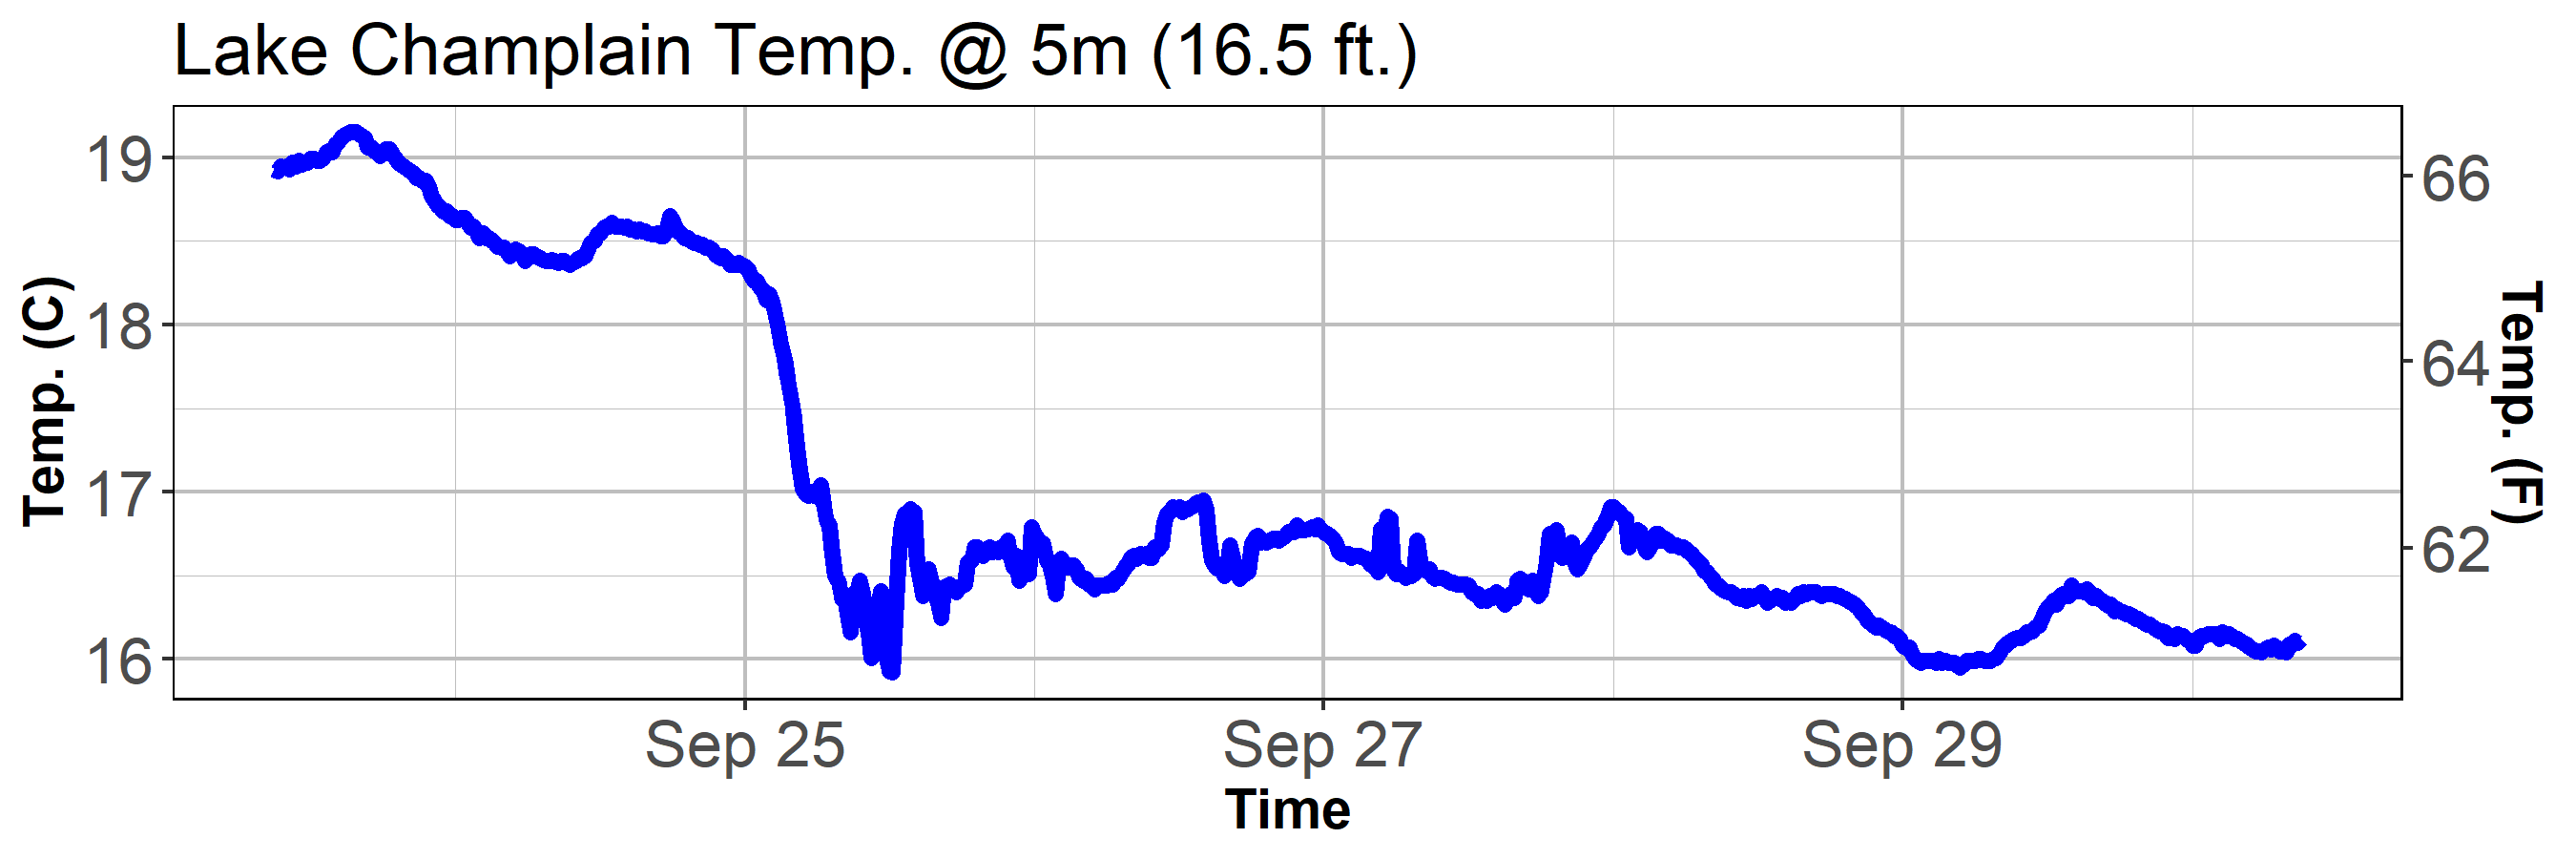 Lake Champlain Temp. @ 5m (16.5 ft.)
Temp. (C)
19
18
17
16
66
64
62
Temp. (F)
Sep 25 Sep 27 Sep 29
Time